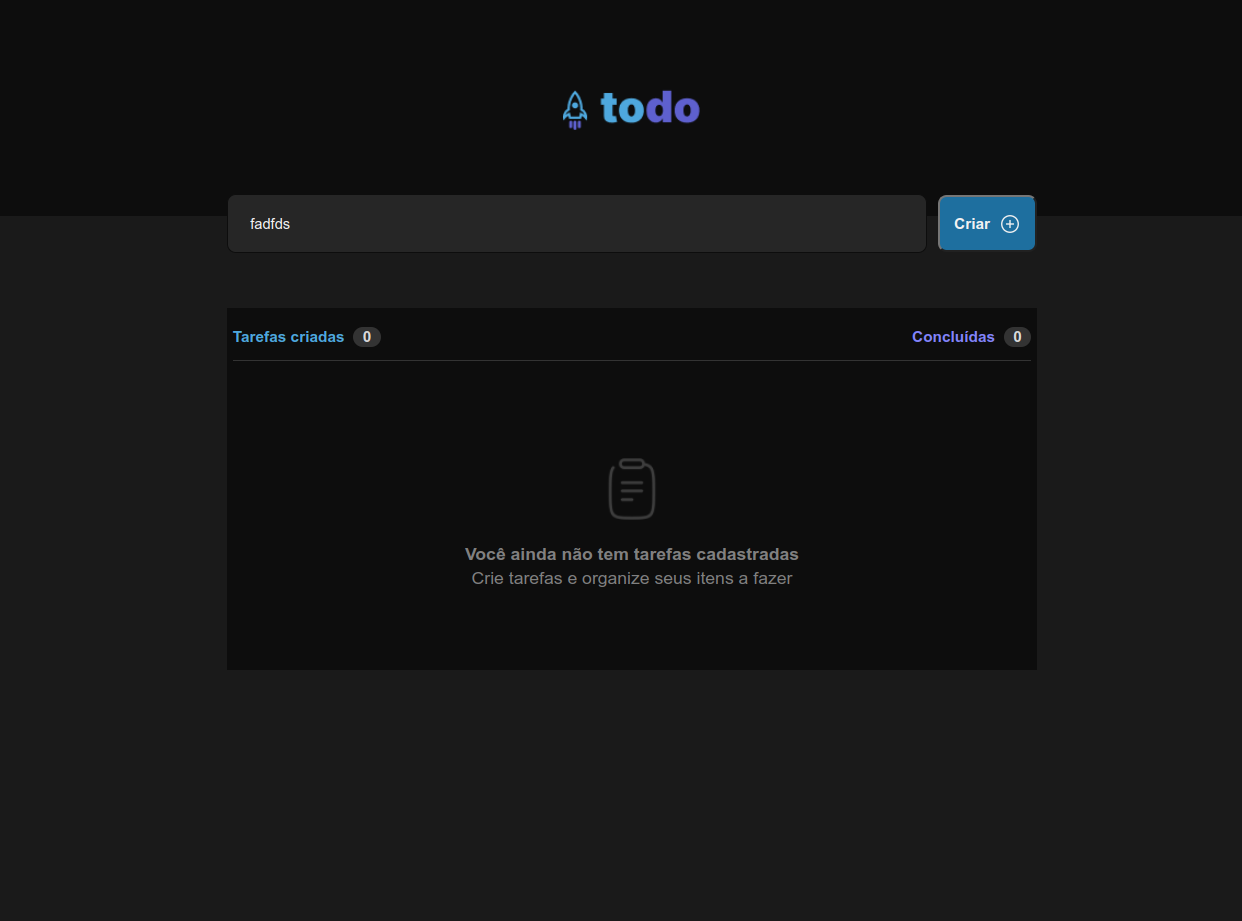 todo
fadfds
Criar
Tarefas criadas 0
Concluídas 0
Você ainda não tem tarefas cadastradas
Crie tarefas e organize seus itens a fazer